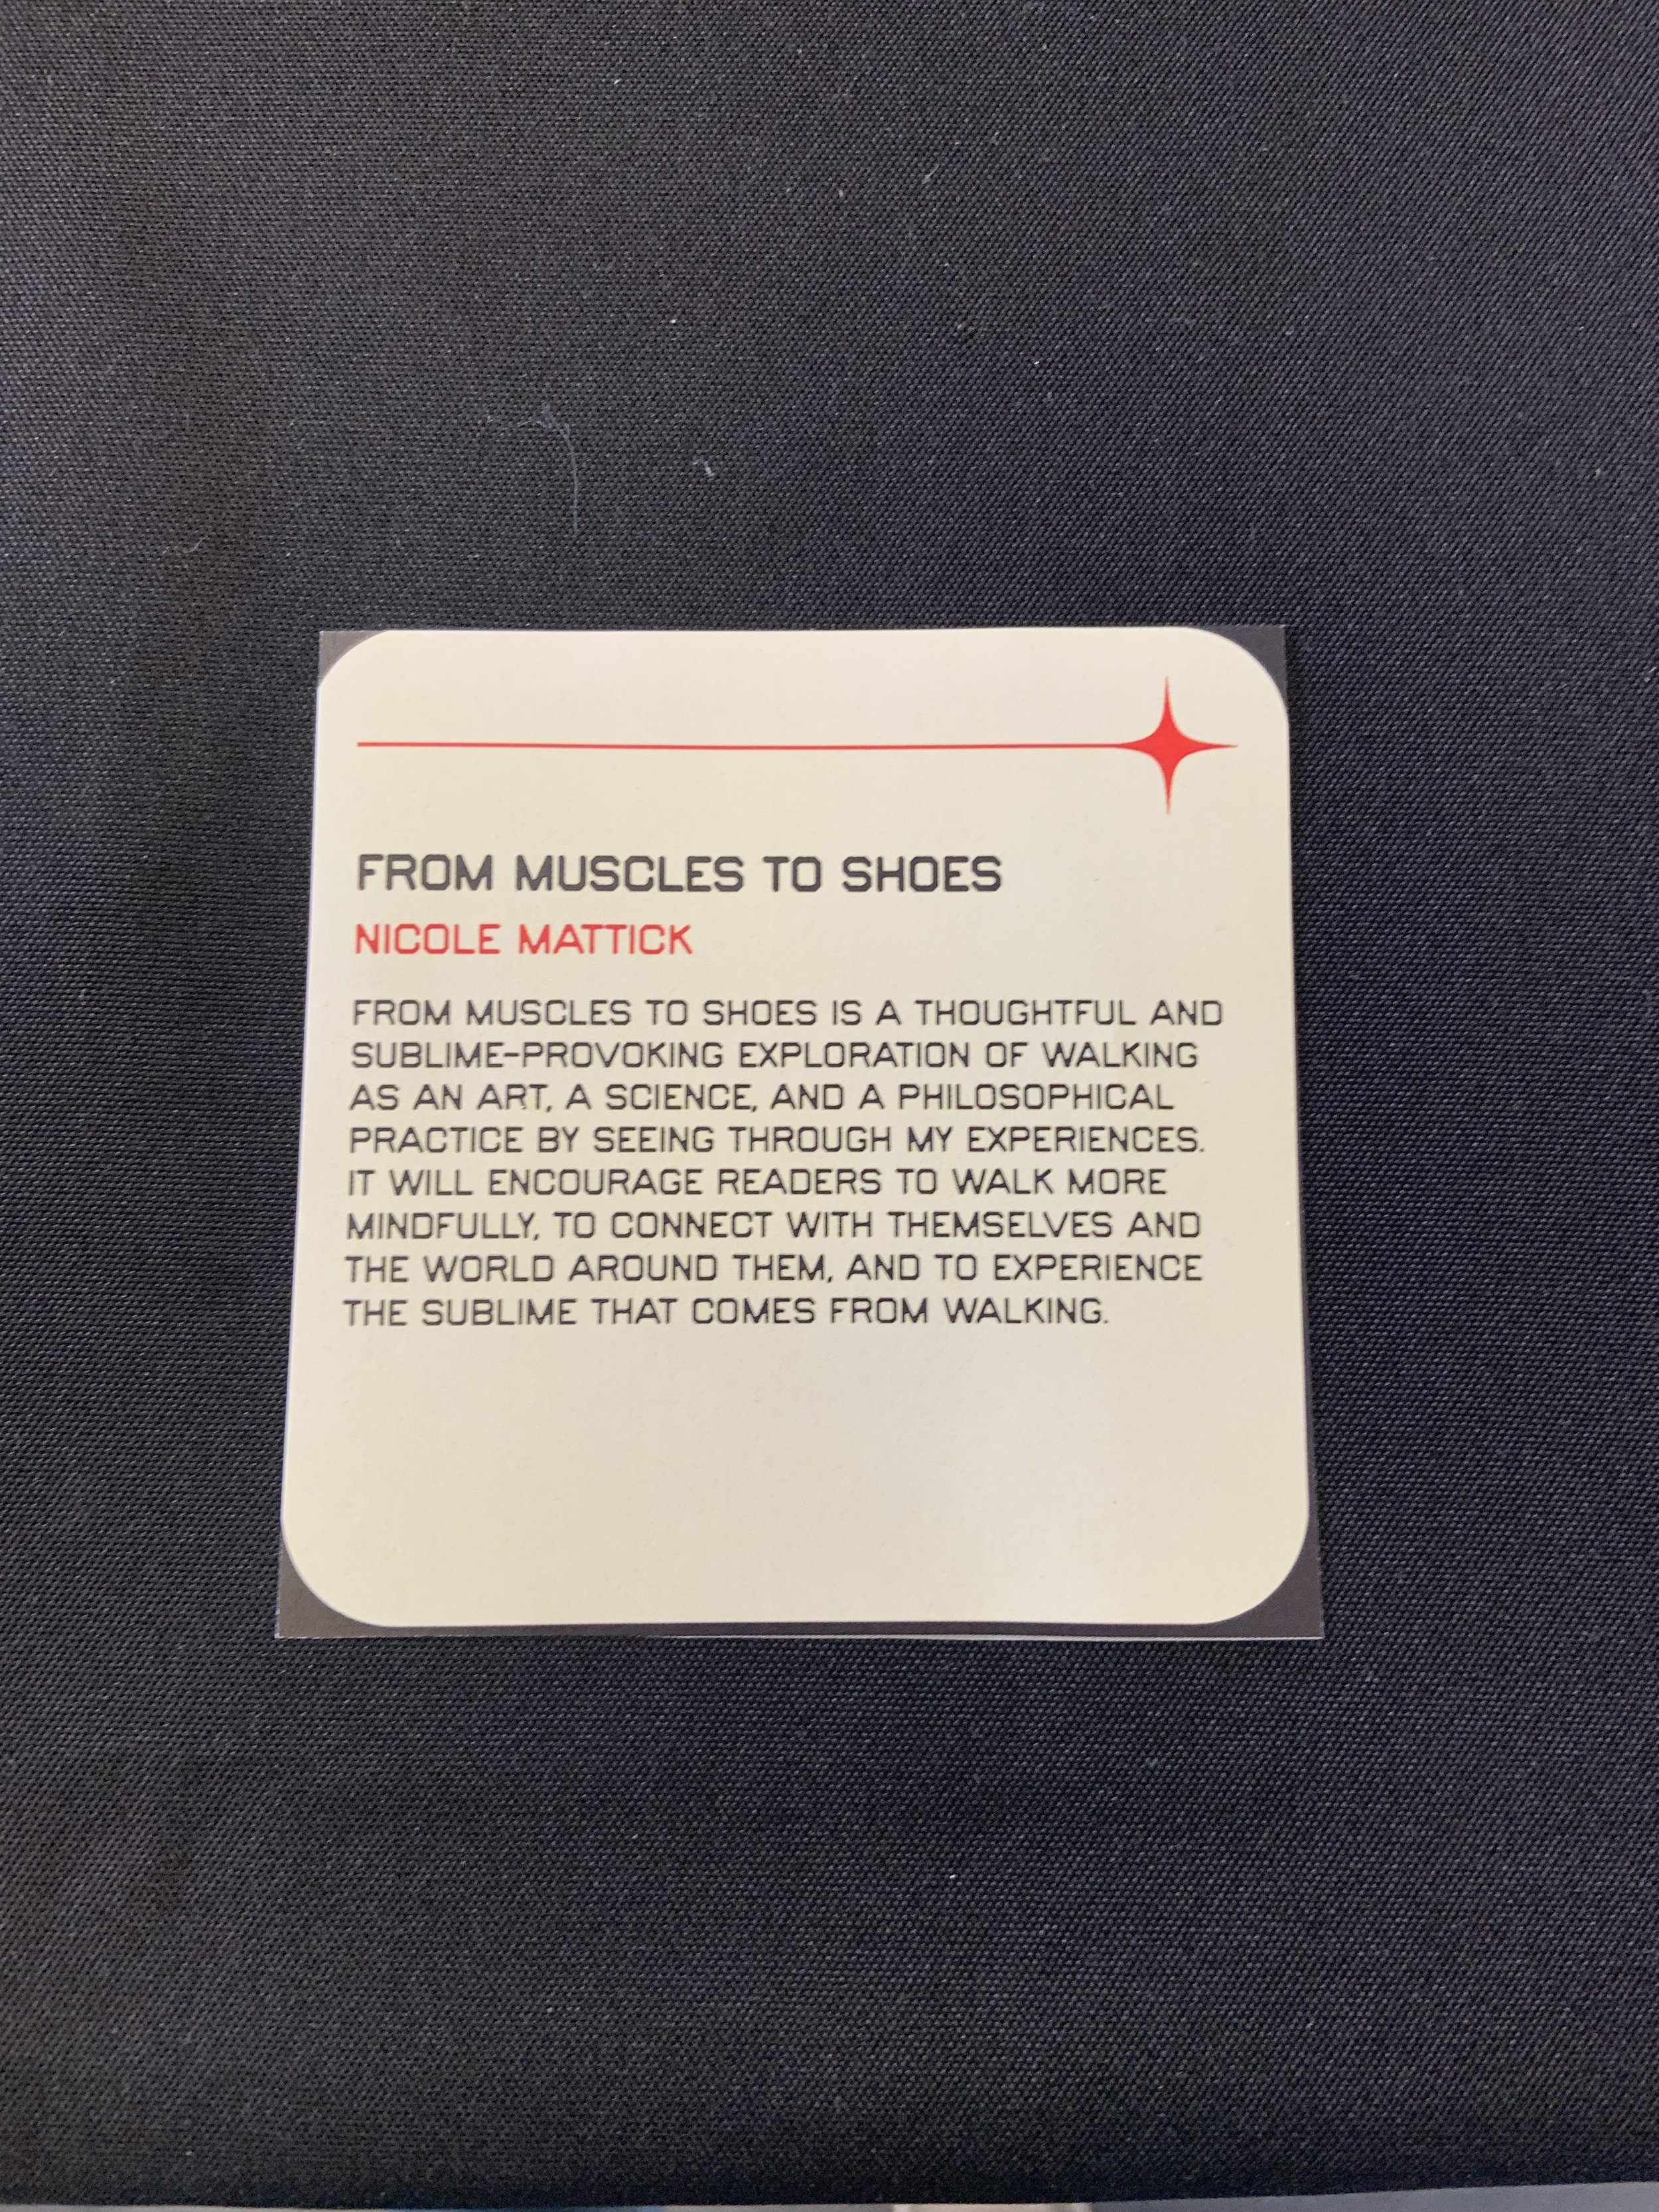 FROM MUSCLES TO SHOES
NICOLE MATTICK
FROM MUSCLES TO SHOES IS A THOUGHTFUL AND
SUBLIME-PROVOKING EXPLORATION OF WALKING
AS AN ART, A SCIENCE, AND A PHILOSOPHICAL
PRACTICE BY SEEING THROUGH MY EXPERIENCES.
IT WILL ENCOURAGE READERS TO WALK MORE
MINDFULLY, TO CONNECT WITH THEMSELVES AND
THE WORLD AROUND THEM, AND TO EXPERIENCE
THE SUBLIME THAT COMES FROM WALKING.